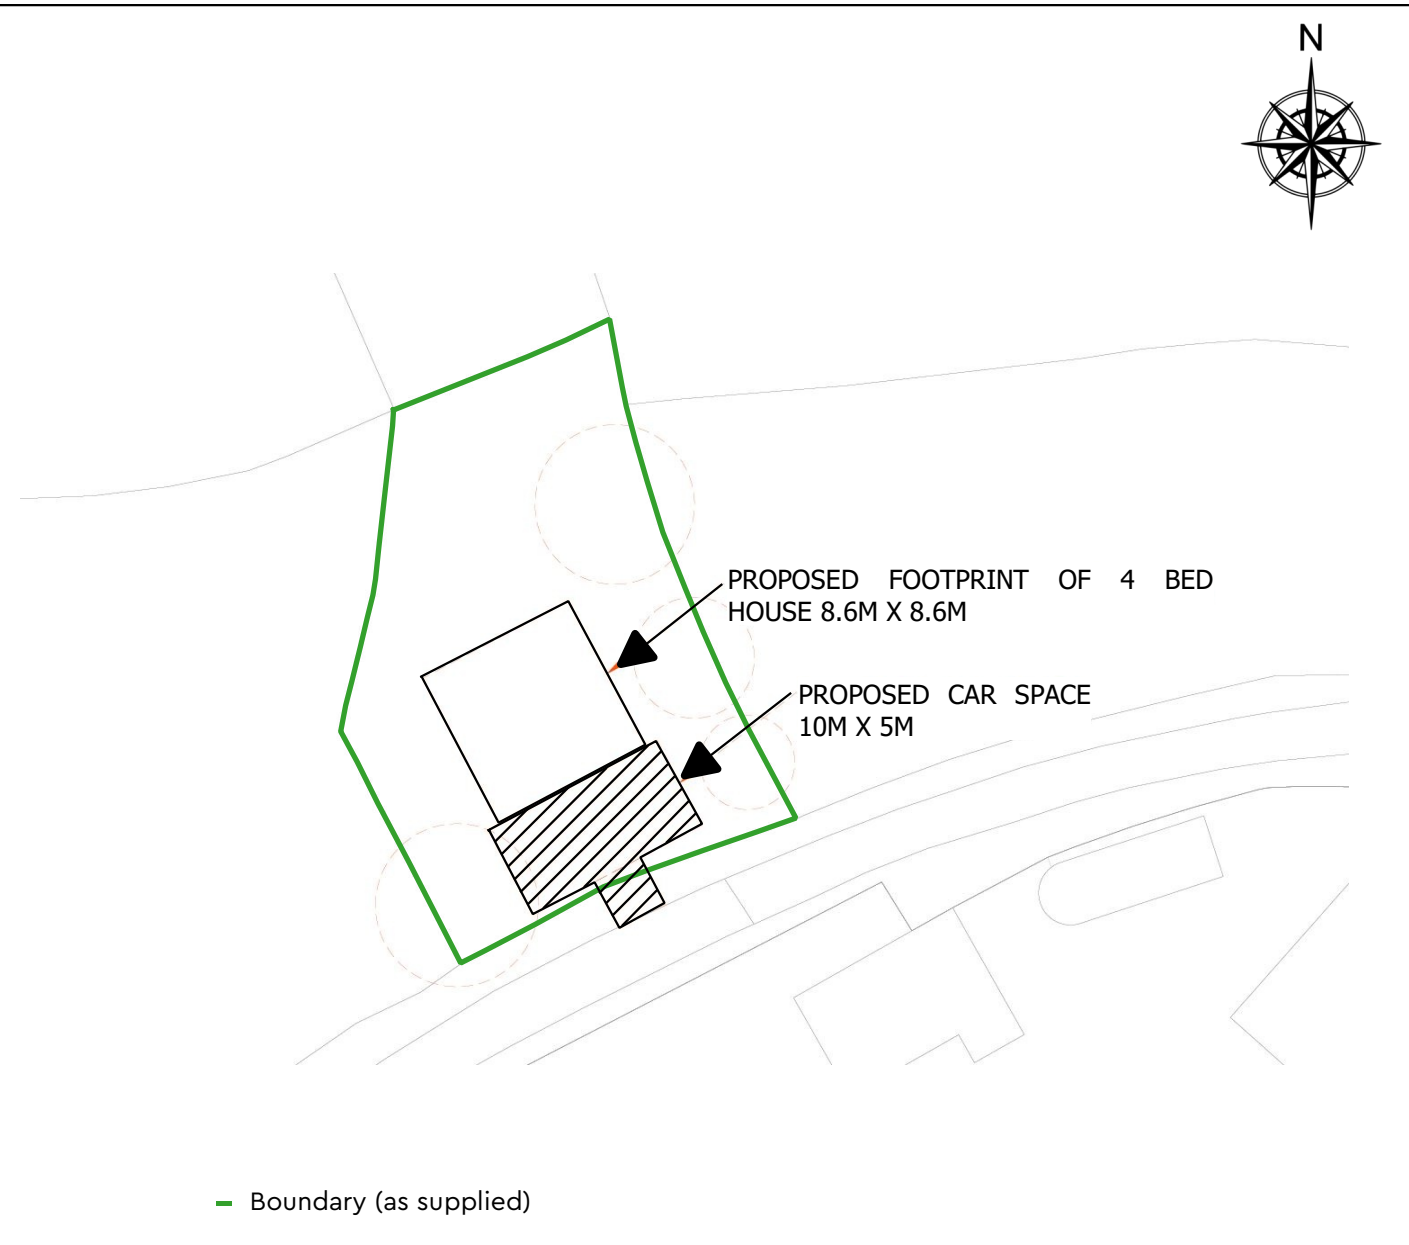 N
PROPOSED FOOTPRINT OF 4 BED
HOUSE 8.6M X 8.6M
PROPOSED CAR SPACE
10M X 5M
Boundary (as supplied)